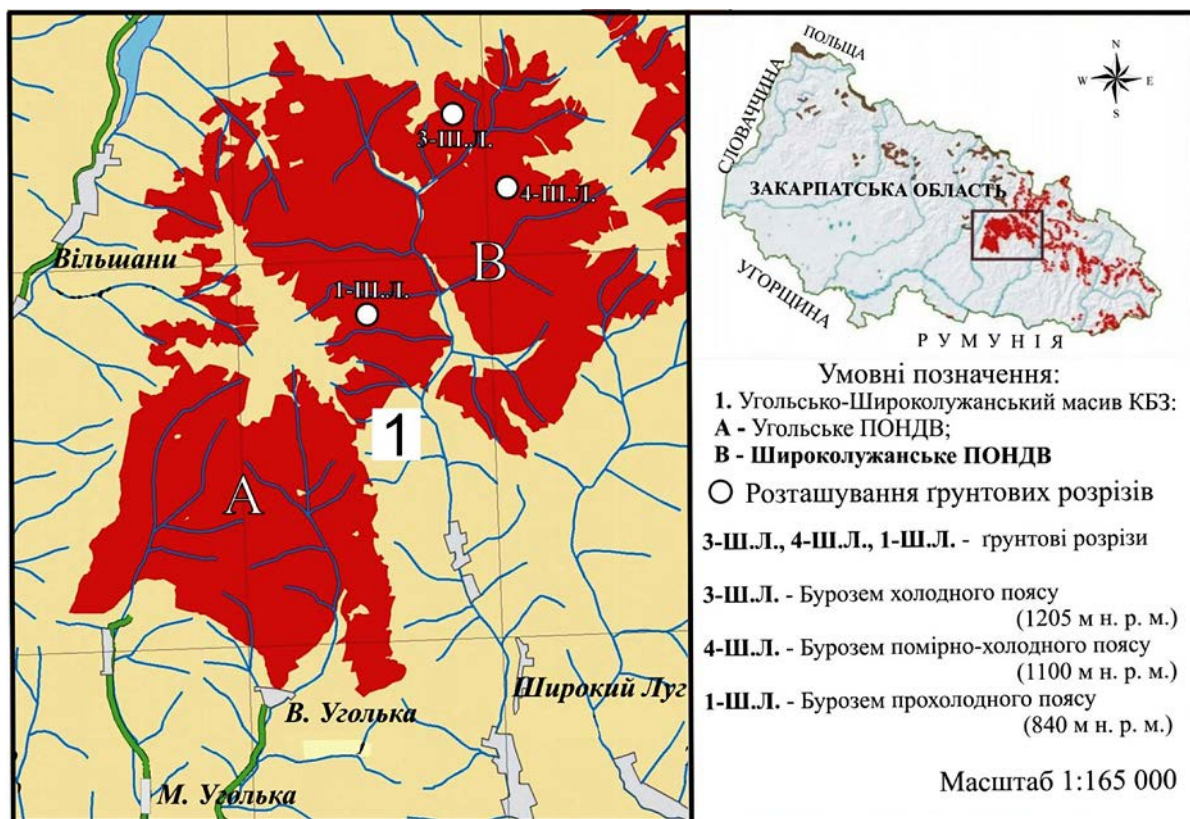 3-Ш..Л.
4-Ш..Л.
Вільшани
В
1-Ш..Л.
1
А
Широкий Луг
В. Уголька
М. Уголька
ПОЛЬЩА
N
W E
S
СЛОВАЧЧИНА
ЗАКАРПАТСЬКА ОБЛАСТЬ
УГОРЩИНА
Р У М У Н І Я
Умовні позначення:
1. Угольсько-Широколужанський масив КБЗ:
А - Угольське ПОНДВ;
В - Широколужанське ПОНДВ
Розташування ґрунтових розрізів
3-Ш.Л., 4-Ш.Л., 1-Ш.Л. - ґрунтові розрізи
3-Ш.Л. - Бурозем холодного поясу
(1205 м н. р. м.)
4-Ш.Л. - Бурозем помірно-холодного поясу
(1100 м н. р. м.)
1-Ш.Л. - Бурозем прохолодного поясу
(840 м н. р. м.)
Масштаб 1:165 000